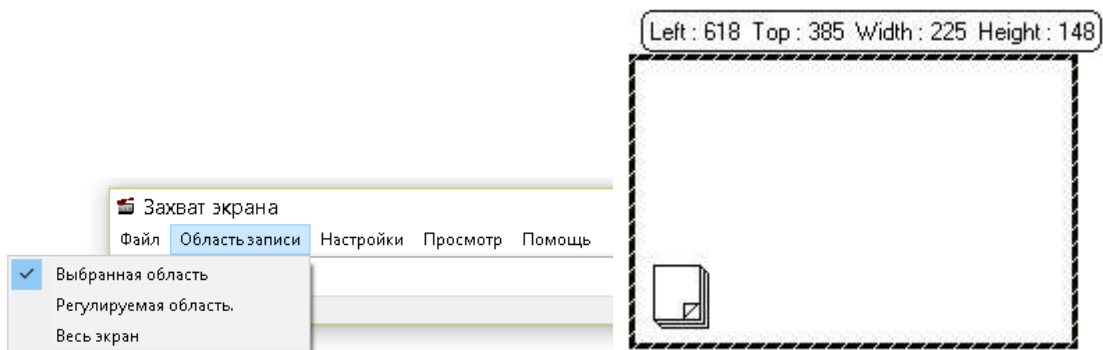 Left : 618 Top : 385 Width : 225 Height : 148
Захват экрана
Файл Область записи Настройки Просмотр Помощь
Выбранная область
Регулируемая область.
Весь экран